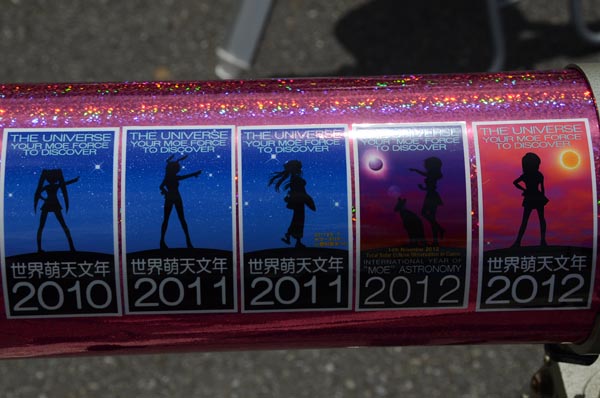 THE UNIVERSE
YOUR MOE FORCE
TO DISCOVER
世界萌天文年
2010
THE UNIVERSE
YOUR MOE FORCE
TO DISCOVER
世界萌天文年
2011
THE UNIVERSE
YOUR MOE FORCE
TO DISCOVER
世界萌天文年
2011
THE UNIVERSE
YOUR MOE FORCE
TO DISCOVER
14th November 2012
INTERNATIONAL YEAR OF
"MOE" ASTRONOMY
2012
THE UNIVERSE
YOUR MOE FORCE
TO DISCOVER
世界萌天文年
2012